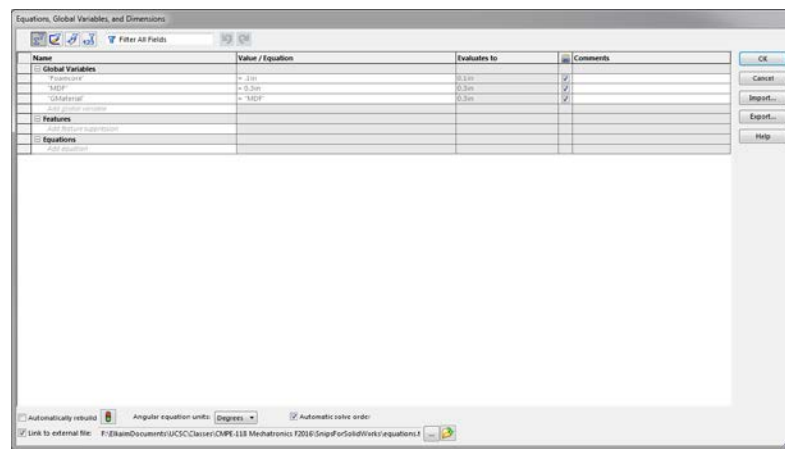 Equations, Global Variables, and Dimensions
Filter All Fields
Name Value / Equation Evaluates to Comments
Global Variables
"Foamcore" = .1in 0.1in
"MDF" = 0.3in 0.3in
"GMaterial" = "MDF" 0.3in
Add global variable
Features
Add feature suppression
Equations
Add equation
OK
Cancel
Import...
Export...
Help
Automatically rebuild Angular equation units: Degrees Automatic solve order
Link to external file: F:\ElkaimDocuments\UCSC\Classes\CMPE-118 Mechatronics F2016\SnipsForSolidWorks\equations.t ...